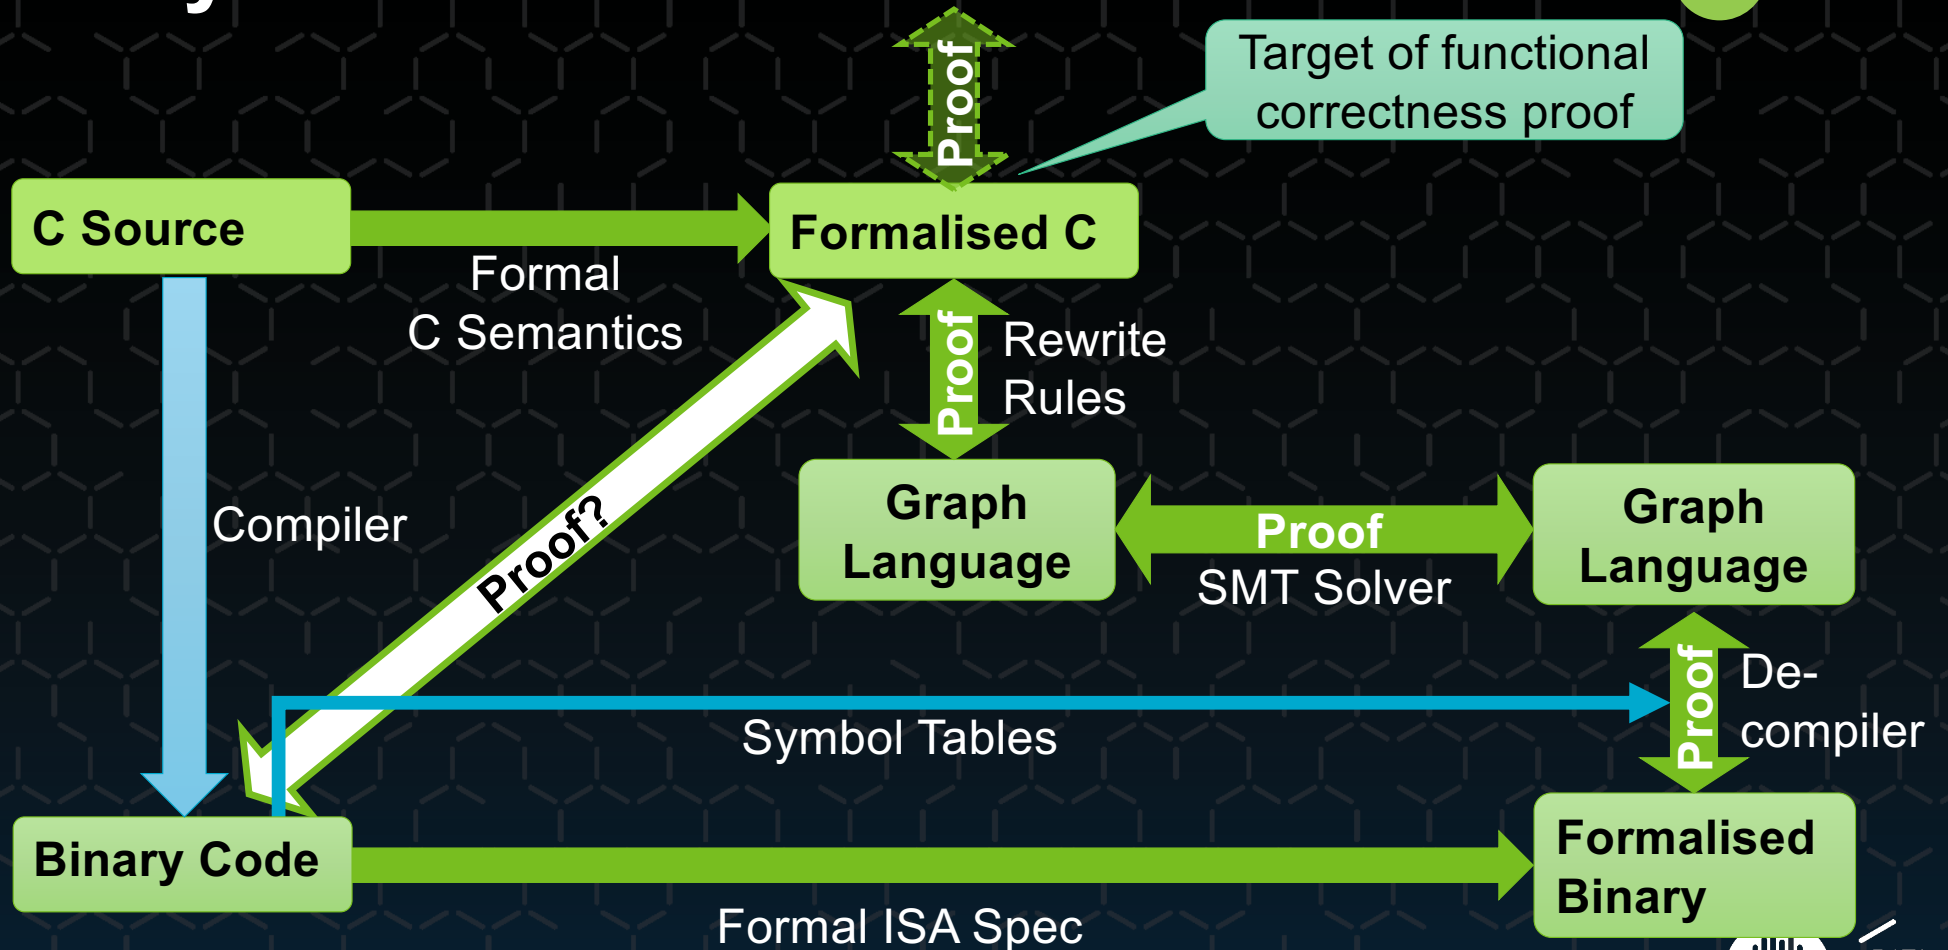 Proof
Target of functional
correctness proof
C Source
Formalised C
Formal
C Semantics
Proof
Rewrite
Rules
Compiler
Proof?
Graph
Language
Proof
SMT Solver
Graph
Language
Symbol Tables
Proof
De-
compiler
Binary Code
Formalised
Binary
Formal ISA Spec